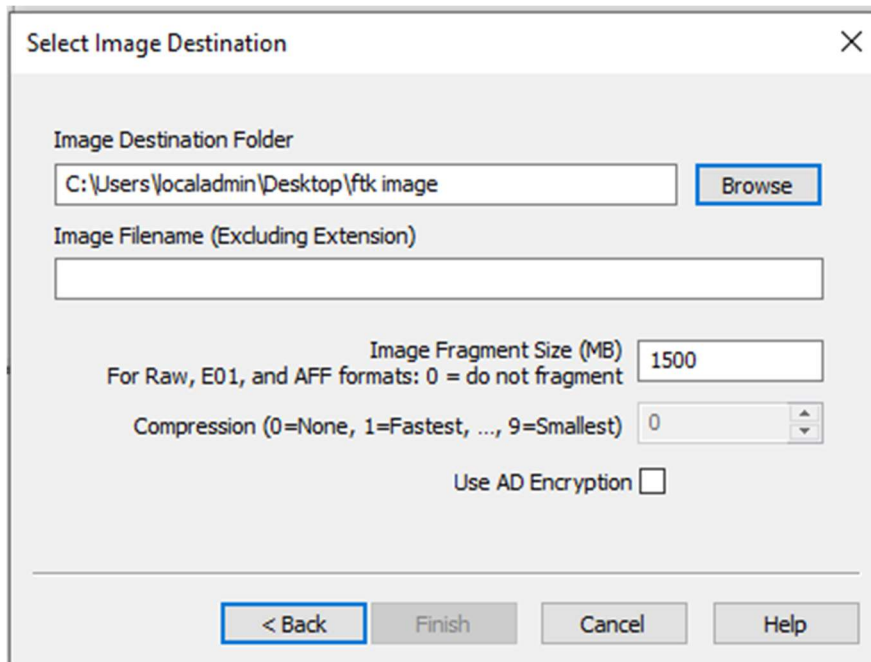 Select Image Destination
Image Destination Folder
C:\Users\localadmin\Desktop\ftk image
Browse
Image Filename (Excluding Extension)
Image Fragment Size (MB)
1500
For Raw, E01, and AFF formats: 0 = do not fragment
Compression (0=None, 1=Fastest, ..., 9=Smallest)
0
Use AD Encryption
< Back
Finish
Cancel
Help